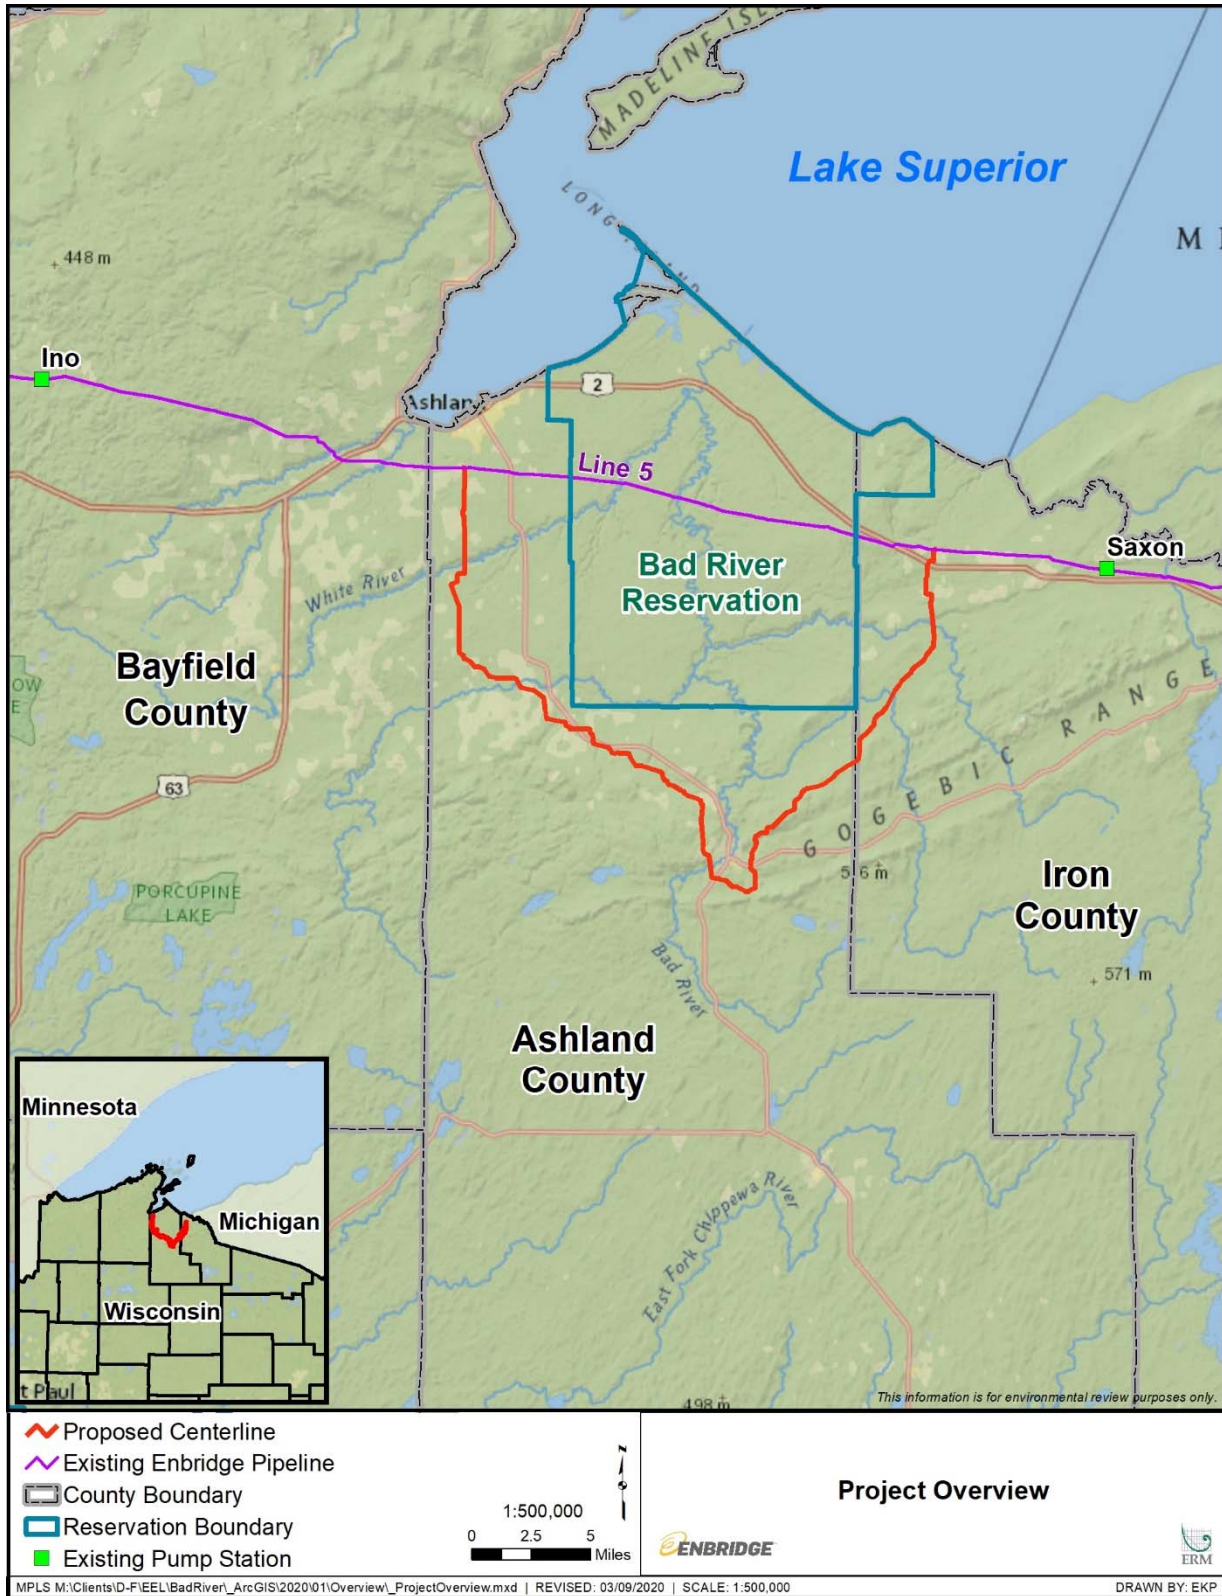 MADELINE ISL
Lake Superior
LONG ISLAND
M I
448 m
Ino
2
Ashland
Line 5
Saxon
Bad River
Reservation
White River
Bayfield
County
GOGEBIC RANGE
63
PORCUPINE
LAKE
Iron
County
571 m
Bad River
Ashland
County
East Fork Chippewa River
Minnesota
Michigan
Wisconsin
t Paul
498 m
This information is for environmental review purposes only.
Proposed Centerline
Existing Enbridge Pipeline
County Boundary
Reservation Boundary
Existing Pump Station
N
1:500,000
0 2.5 5
Miles
Project Overview
ENBRIDGE
ERM
MPLS M:\Clients\D-F\EEL\BadRiver\_ArcGIS\2020\01\Overview\_ProjectOverview.mxd | REVISED: 03/09/2020 | SCALE: 1:500,000
DRAWN BY: EKP